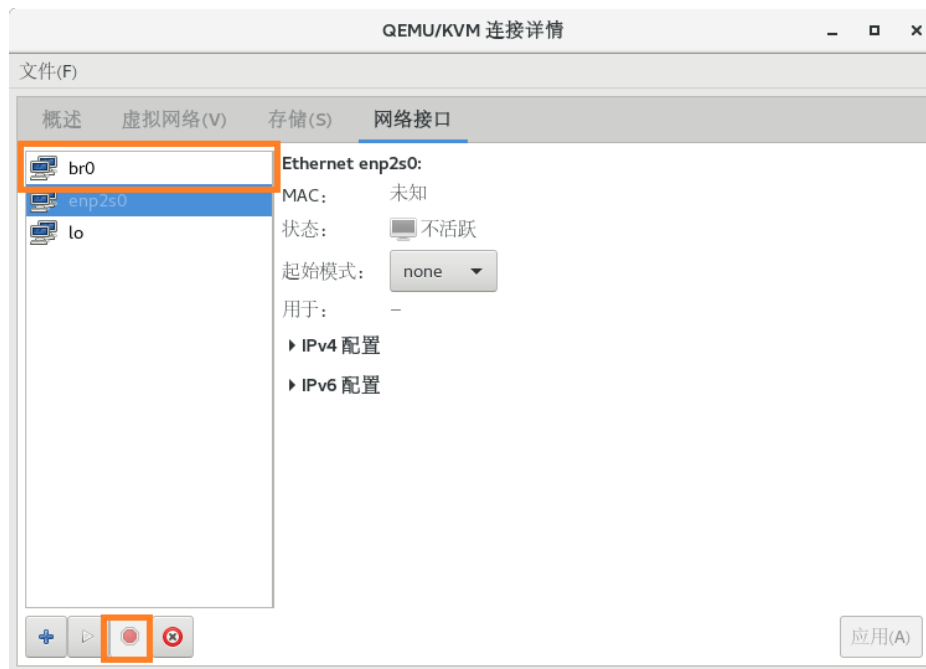 QEMU/KVM 连接详情
文件(F)
概述 虚拟网络(V) 存储(S) 网络接口
br0
enp2s0
lo
Ethernet enp2s0:
MAC： 未知
状态： 不活跃
起始模式： none
用于： –
IPv4 配置
IPv6 配置
应用(A)